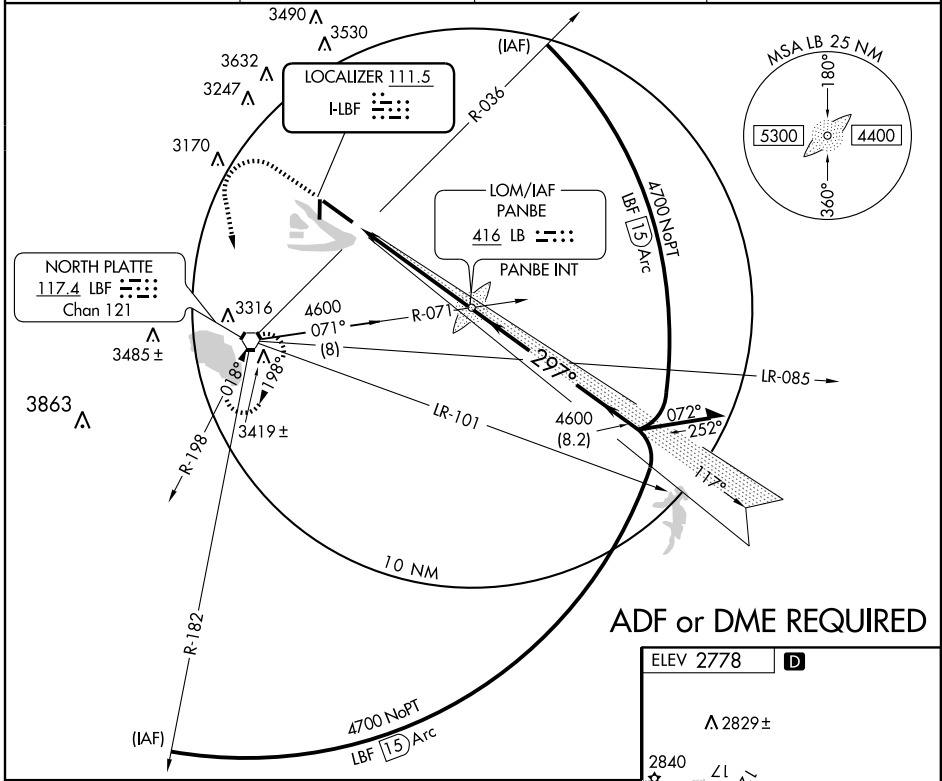 3490
3530
(IAF)
MSA LB 25 NM
3632
LOCALIZER 111.5
180°
3247
I-LBF
R-036
5300
4400
3170
4700 NoPT
LBF 15 Arc
LOM/IAF
PANBE
416 LB
360°
NORTH PLATTE
117.4 LBF
Chan 121
PANBE INT
3316
4600
071°
R-071
(8)
3485 ±
297°
LR-085
018°
198°
3863
LR-101
4600
(8.2)
072°
252°
3419 ±
R-198
117°
10 NM
R-182
ADF or DME REQUIRED
ELEV 2778
D
2829 ±
4700 NoPT
(IAF)
LBF 15 Arc
2840
17